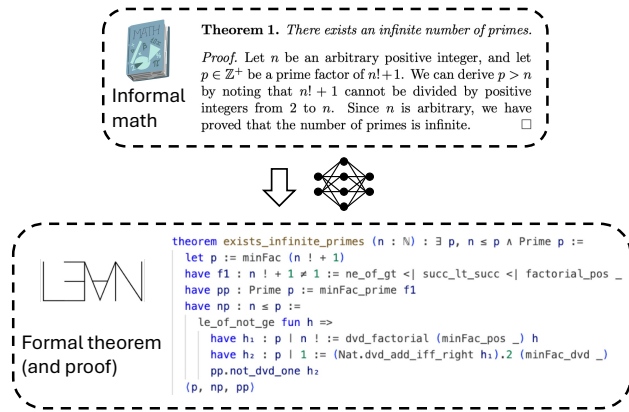 MATH
Informal
math
Theorem 1. There exists an infinite number of primes.
Proof. Let n be an arbitrary positive integer, and let
p ∈ ℤ⁺ be a prime factor of n!+1. We can derive p > n
by noting that n! + 1 cannot be divided by positive
integers from 2 to n. Since n is arbitrary, we have
proved that the number of primes is infinite. □
L∃∀N
Formal theorem
(and proof)
theorem exists_infinite_primes (n : ℕ) : ∃ p, n ≤ p ∧ Prime p :=
let p := minFac (n ! + 1)
have f1 : n ! + 1 ≠ 1 := ne_of_gt <| succ_lt_succ <| factorial_pos _
have pp : Prime p := minFac_prime f1
have np : n ≤ p :=
le_of_not_ge fun h =>
have h₁ : p ∣ n ! := dvd_factorial (minFac_pos _) h
have h₂ : p ∣ 1 := (Nat.dvd_add_iff_right h₁).2 (minFac_dvd _)
pp.not_dvd_one h₂
⟨p, np, pp⟩